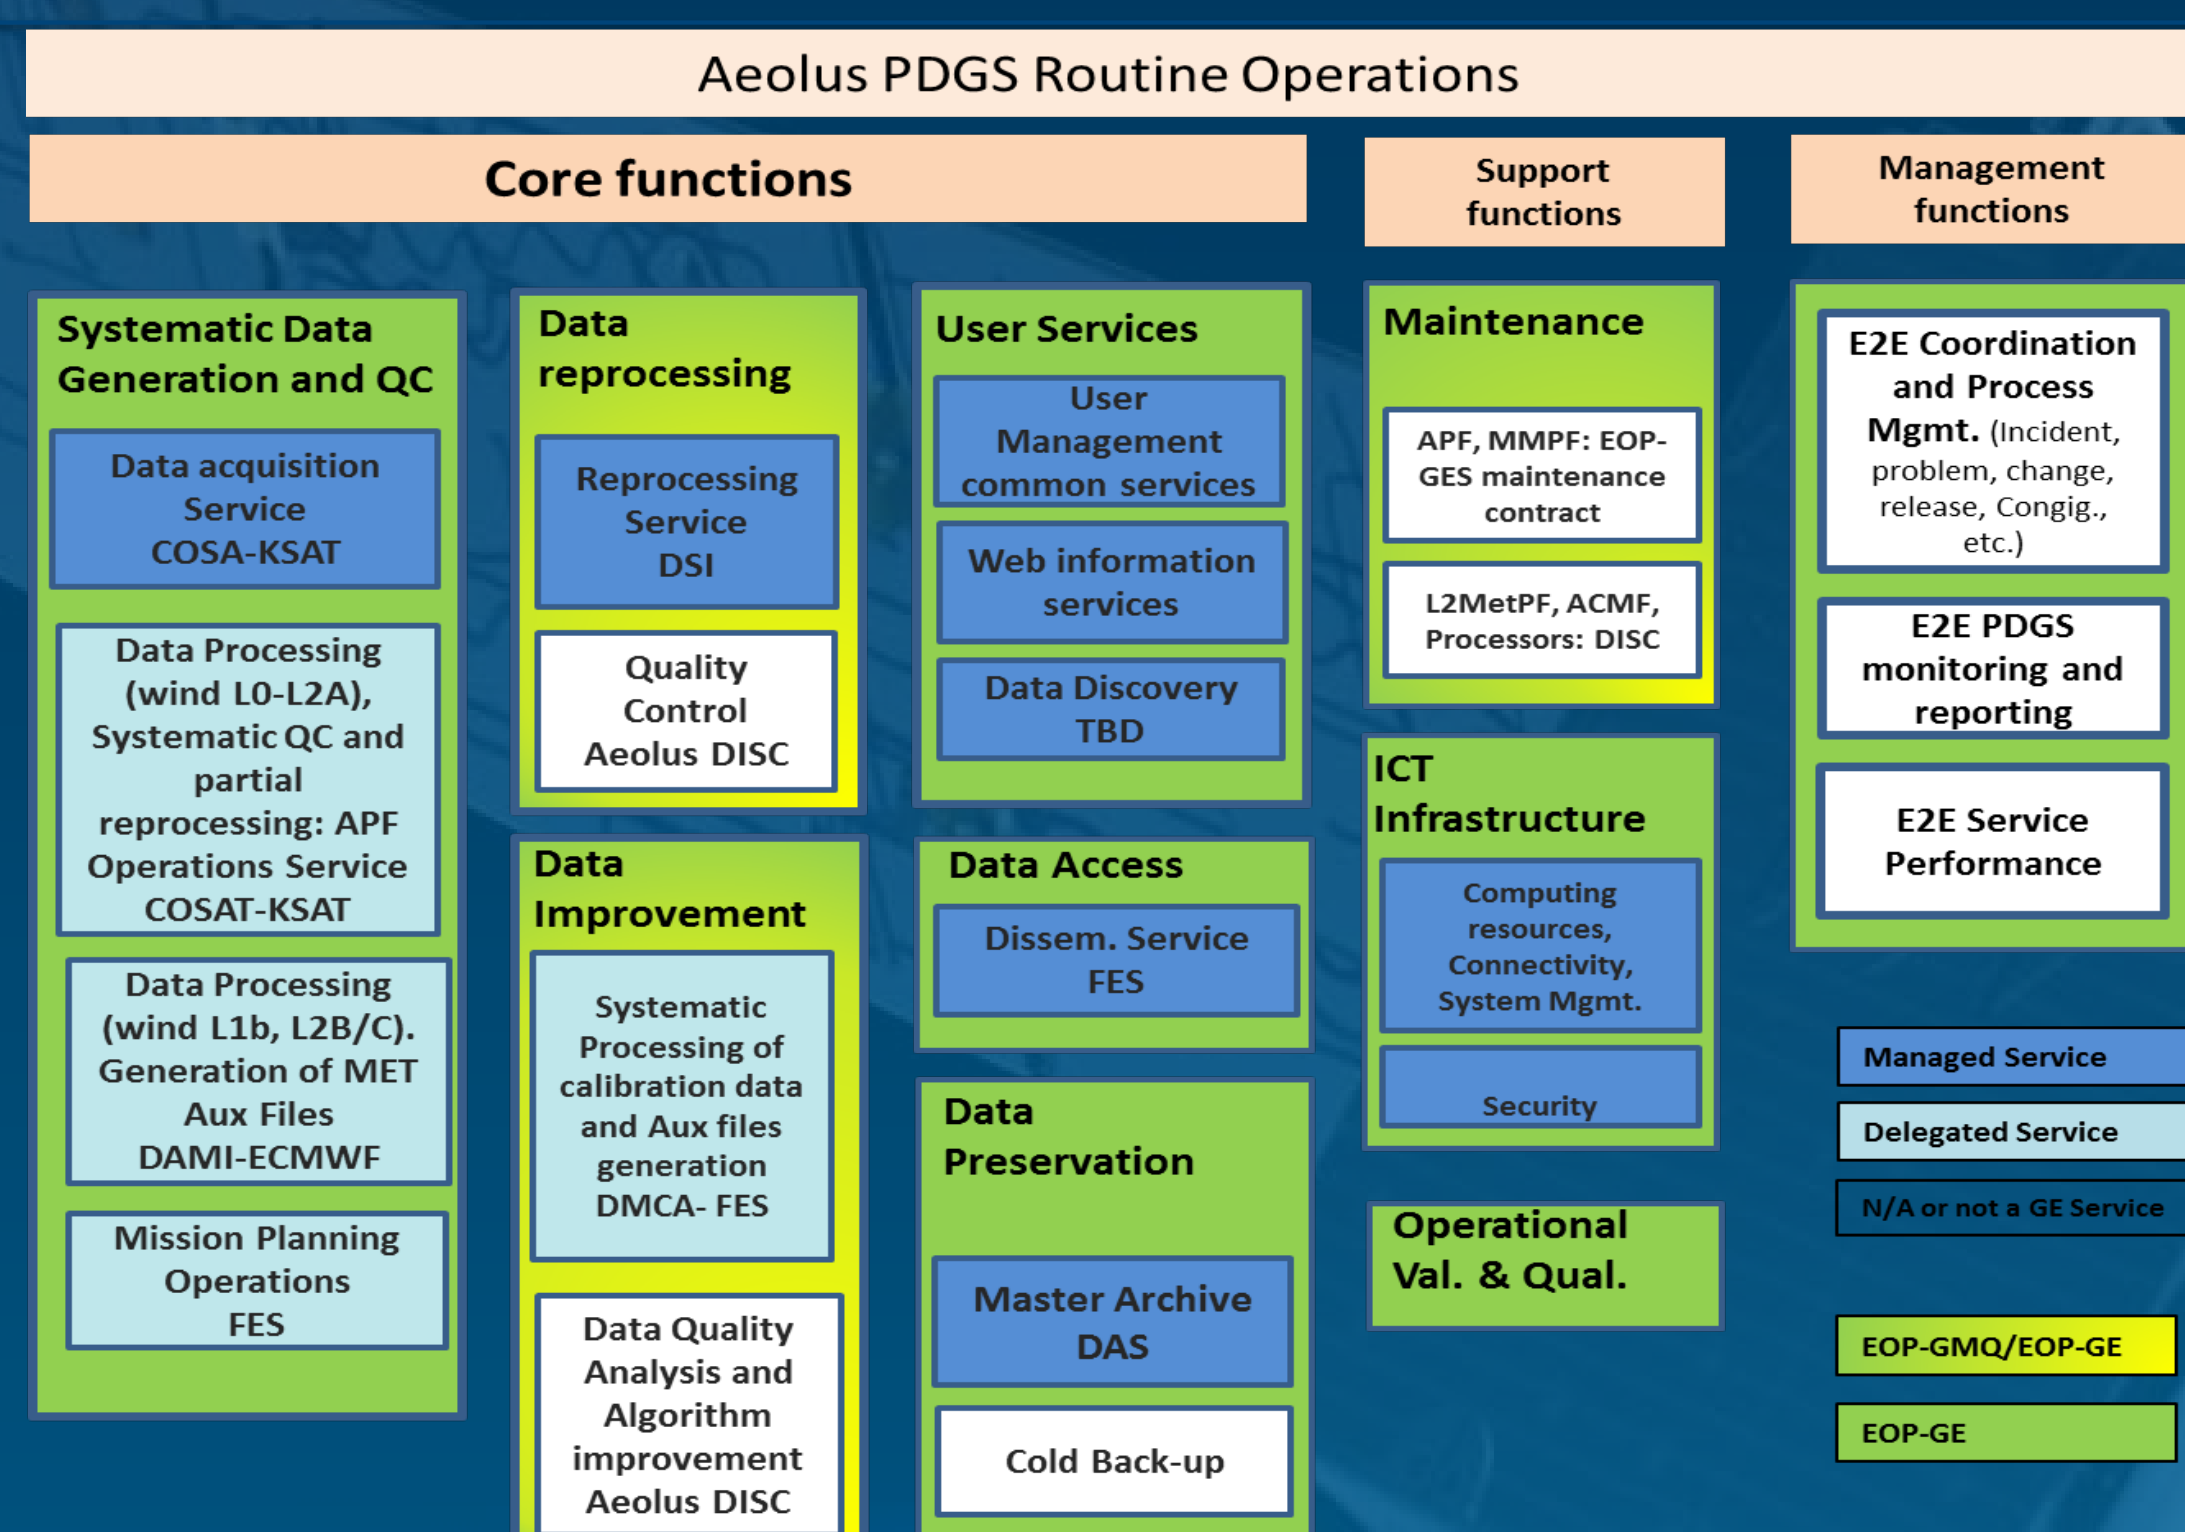 Aeolus PDGS Routine Operations
Core functions
Support
functions
Management
functions
Systematic Data
Generation and QC
Data acquisition
Service
COSA-KSAT
Data Processing
(wind L0-L2A),
Systematic QC and
partial
reprocessing: APF
Operations Service
COSAT-KSAT
Data Processing
(wind L1b, L2B/C).
Generation of MET
Aux Files
DAMI-ECMWF
Mission Planning
Operations
FES
Data
reprocessing
Reprocessing
Service
DSI
Quality
Control
Aeolus DISC
Data
Improvement
Systematic
Processing of
calibration data
and Aux files
generation
DMCA- FES
Data Quality
Analysis and
Algorithm
improvement
Aeolus DISC
User Services
User
Management
common services
Web information
services
Data Discovery
TBD
Data Access
Dissem. Service
FES
Data
Preservation
Master Archive
DAS
Cold Back-up
Maintenance
APF, MMPF: EOP-
GES maintenance
contract
L2MetPF, ACMF,
Processors: DISC
ICT
Infrastructure
Computing
resources,
Connectivity,
System Mgmt.
Security
Operational
Val. & Qual.
E2E Coordination
and Process
Mgmt. (Incident,
problem, change,
release, Congig.,
etc.)
E2E PDGS
monitoring and
reporting
E2E Service
Performance
Managed Service
Delegated Service
N/A or not a GE Service
EOP-GMQ/EOP-GE
EOP-GE